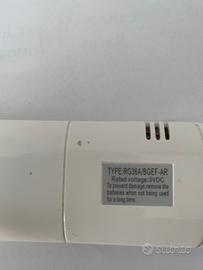 TYPE:RG36A/BGEF-AR
Rated voltage:3VDC
To prevent damage,remove the
batteries when not being used
for a long time.
subito